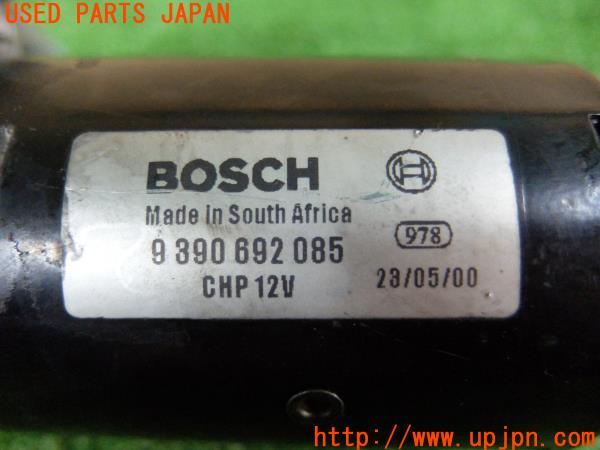 USED PARTS JAPAN
BOSCH
Made in South Africa
9 390 692 085
978
CHP 12V
23/05/00
http://www.upjpn.com/